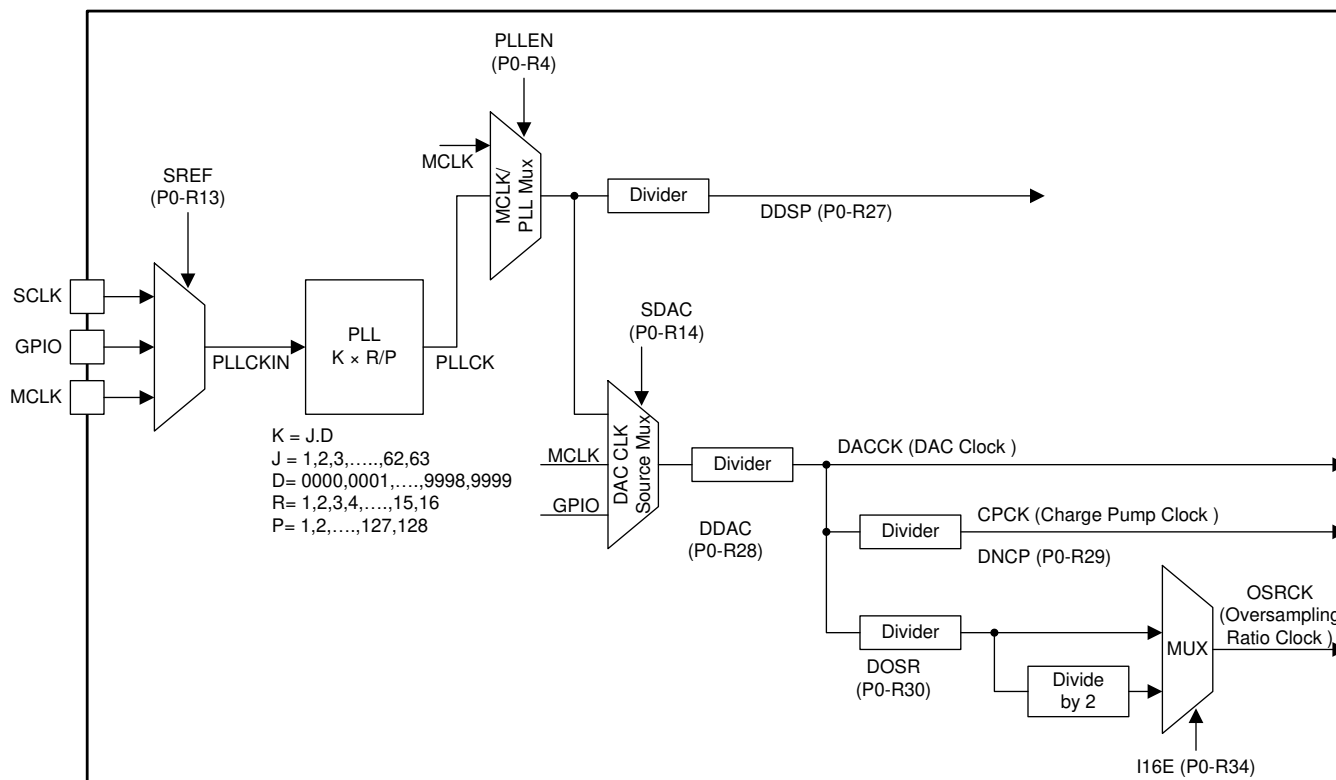 PLLEN
(P0-R4)
MCLK
MCLK/
PLL Mux
SREF
(P0-R13)
Divider
DDSP (P0-R27)
SCLK
GPIO
MCLK
PLLCKIN
PLL
K × R/P
PLLCK
SDAC
(P0-R14)
K = J.D
J = 1,2,3,…..,62,63
D= 0000,0001,….,9998,9999
R= 1,2,3,4,….,15,16
P= 1,2,….,127,128
MCLK
GPIO
DAC CLK
Source Mux
Divider
DDAC
(P0-R28)
DACCK (DAC Clock )
Divider
CPCK (Charge Pump Clock )
DNCP (P0-R29)
Divider
DOSR
(P0-R30)
Divide
by 2
MUX
OSRCK
(Oversampling
Ratio Clock )
I16E (P0-R34)